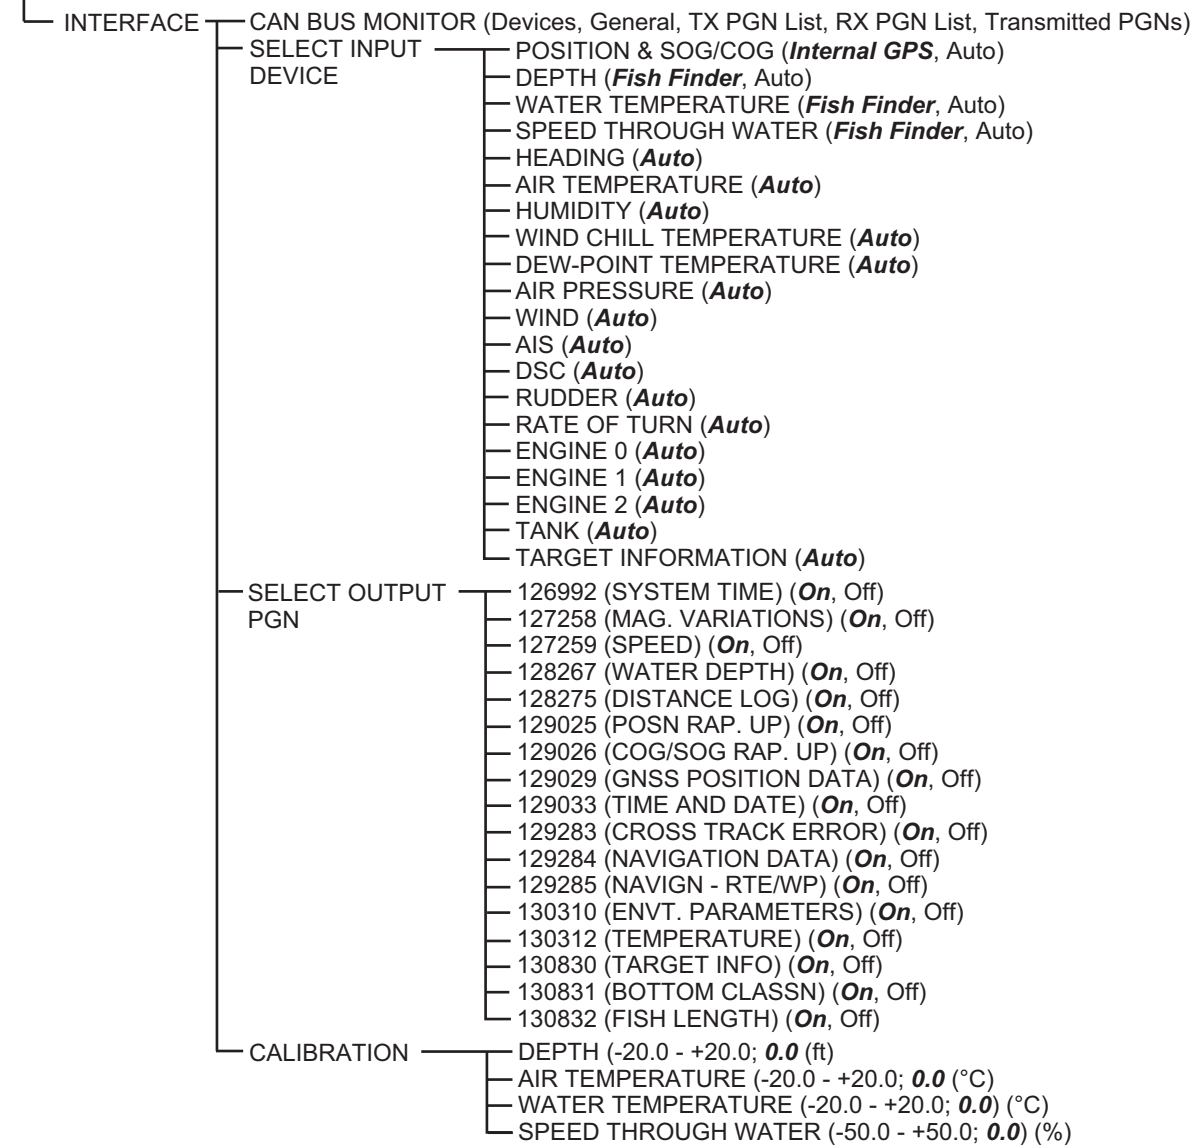 INTERFACE
CAN BUS MONITOR (Devices, General, TX PGN List, RX PGN List, Transmitted PGNs)
SELECT INPUT
DEVICE
POSITION & SOG/COG (Internal GPS, Auto)
DEPTH (Fish Finder, Auto)
WATER TEMPERATURE (Fish Finder, Auto)
SPEED THROUGH WATER (Fish Finder, Auto)
HEADING (Auto)
AIR TEMPERATURE (Auto)
HUMIDITY (Auto)
WIND CHILL TEMPERATURE (Auto)
DEW-POINT TEMPERATURE (Auto)
AIR PRESSURE (Auto)
WIND (Auto)
AIS (Auto)
DSC (Auto)
RUDDER (Auto)
RATE OF TURN (Auto)
ENGINE 0 (Auto)
ENGINE 1 (Auto)
ENGINE 2 (Auto)
TANK (Auto)
TARGET INFORMATION (Auto)
SELECT OUTPUT
PGN
126992 (SYSTEM TIME) (On, Off)
127258 (MAG. VARIATIONS) (On, Off)
127259 (SPEED) (On, Off)
128267 (WATER DEPTH) (On, Off)
128275 (DISTANCE LOG) (On, Off)
129025 (POSN RAP. UP) (On, Off)
129026 (COG/SOG RAP. UP) (On, Off)
129029 (GNSS POSITION DATA) (On, Off)
129033 (TIME AND DATE) (On, Off)
129283 (CROSS TRACK ERROR) (On, Off)
129284 (NAVIGATION DATA) (On, Off)
129285 (NAVIGN - RTE/WP) (On, Off)
130310 (ENVT. PARAMETERS) (On, Off)
130312 (TEMPERATURE) (On, Off)
130830 (TARGET INFO) (On, Off)
130831 (BOTTOM CLASSN) (On, Off)
130832 (FISH LENGTH) (On, Off)
CALIBRATION
DEPTH (-20.0 - +20.0; 0.0 (ft)
AIR TEMPERATURE (-20.0 - +20.0; 0.0 (°C)
WATER TEMPERATURE (-20.0 - +20.0; 0.0) (°C)
SPEED THROUGH WATER (-50.0 - +50.0; 0.0) (%)